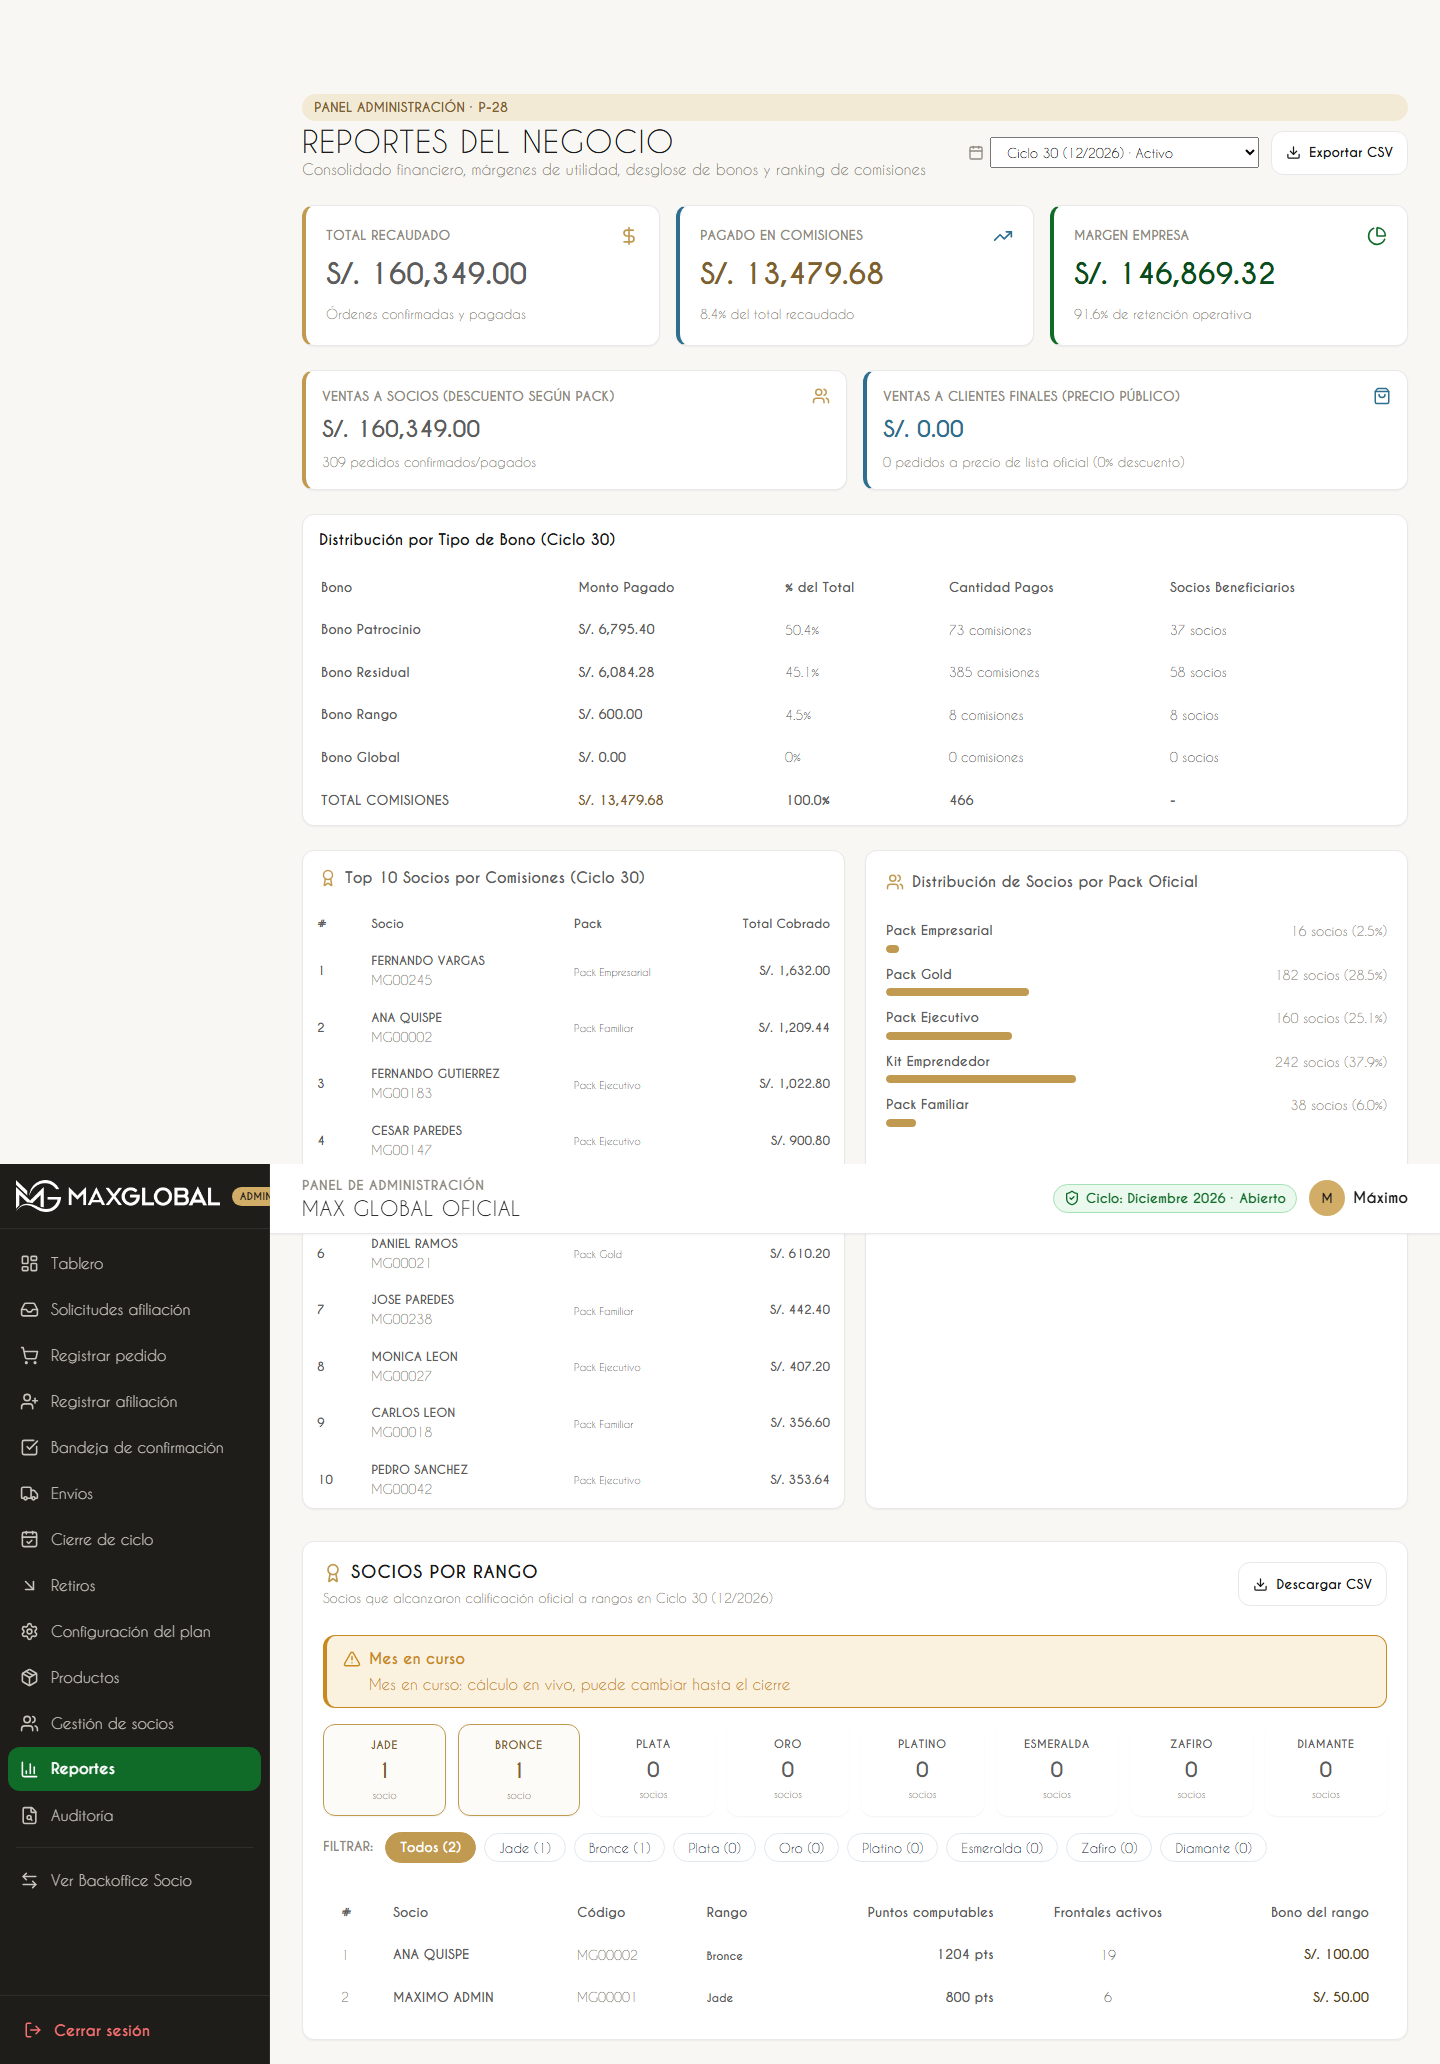 PANEL ADMINISTRACIÓN · P-28
REPORTES DEL NEGOCIO
Consolidado financiero, márgenes de utilidad, desglose de bonos y ranking de comisiones
Ciclo 30 (12/2026) · Activo
Exportar CSV
TOTAL RECAUDADO
S/. 160,349.00
Órdenes confirmadas y pagadas
PAGADO EN COMISIONES
S/. 13,479.68
8.4% del total recaudado
MARGEN EMPRESA
S/. 146,869.32
91.6% de retención operativa
VENTAS A SOCIOS (DESCUENTO SEGÚN PACK)
S/. 160,349.00
309 pedidos confirmados/pagados
VENTAS A CLIENTES FINALES (PRECIO PÚBLICO)
S/. 0.00
0 pedidos a precio de lista oficial (0% descuento)
Distribución por Tipo de Bono (Ciclo 30)
Bono Monto Pagado % del Total Cantidad Pagos Socios Beneficiarios
Bono Patrocinio S/. 6,795.40 50.4% 73 comisiones 37 socios
Bono Residual S/. 6,084.28 45.1% 385 comisiones 58 socios
Bono Rango S/. 600.00 4.5% 8 comisiones 8 socios
Bono Global S/. 0.00 0% 0 comisiones 0 socios
TOTAL COMISIONES S/. 13,479.68 100.0% 466 -
Top 10 Socios por Comisiones (Ciclo 30)
# Socio Pack Total Cobrado
1 FERNANDO VARGAS Pack Empresarial S/. 1,632.00
MG00245
2 ANA QUISPE Pack Familiar S/. 1,209.44
MG00002
3 FERNANDO GUTIERREZ Pack Ejecutivo S/. 1,022.80
MG00183
4 CESAR PAREDES Pack Ejecutivo S/. 900.80
MG00147
Distribución de Socios por Pack Oficial
Pack Empresarial 16 socios (2.5%)
Pack Gold 182 socios (28.5%)
Pack Ejecutivo 160 socios (25.1%)
Kit Emprendedor 242 socios (37.9%)
Pack Familiar 38 socios (6.0%)
MG MAXGLOBAL ADMIN
PANEL DE ADMINISTRACIÓN
MAX GLOBAL OFICIAL
Ciclo: Diciembre 2026 · Abierto
M Máximo
Tablero
Solicitudes afiliación
Registrar pedido
Registrar afiliación
Bandeja de confirmación
Envíos
Cierre de ciclo
Retiros
Configuración del plan
Productos
Gestión de socios
Reportes
Auditoría
Ver Backoffice Socio
Cerrar sesión
6 DANIEL RAMOS Pack Gold S/. 610.20
MG00021
7 JOSE PAREDES Pack Familiar S/. 442.40
MG00238
8 MONICA LEON Pack Ejecutivo S/. 407.20
MG00027
9 CARLOS LEON Pack Familiar S/. 356.60
MG00018
10 PEDRO SANCHEZ Pack Ejecutivo S/. 353.64
MG00042
SOCIOS POR RANGO
Socios que alcanzaron calificación oficial a rangos en Ciclo 30 (12/2026)
Descargar CSV
Mes en curso
Mes en curso: cálculo en vivo, puede cambiar hasta el cierre
JADE BRONCE PLATA ORO PLATINO ESMERALDA ZAFIRO DIAMANTE
1 1 0 0 0 0 0 0
socio socio socios socios socios socios socios socios
FILTRAR: Todos (2) Jade (1) Bronce (1) Plata (0) Oro (0) Platino (0) Esmeralda (0) Zafiro (0) Diamante (0)
# Socio Código Rango Puntos computables Frontales activos Bono del rango
1 ANA QUISPE MG00002 Bronce 1204 pts 19 S/. 100.00
2 MAXIMO ADMIN MG00001 Jade 800 pts 6 S/. 50.00